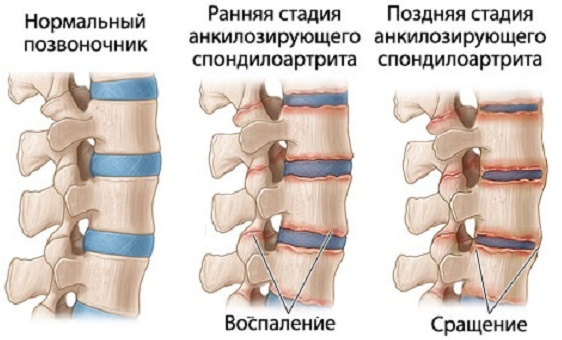 Нормальный
позвоночник
Ранняя стадия
анкилозирующего
спондилоартрита
Поздняя стадия
анкилозирующего
спондилоартрита
Воспаление
Сращение